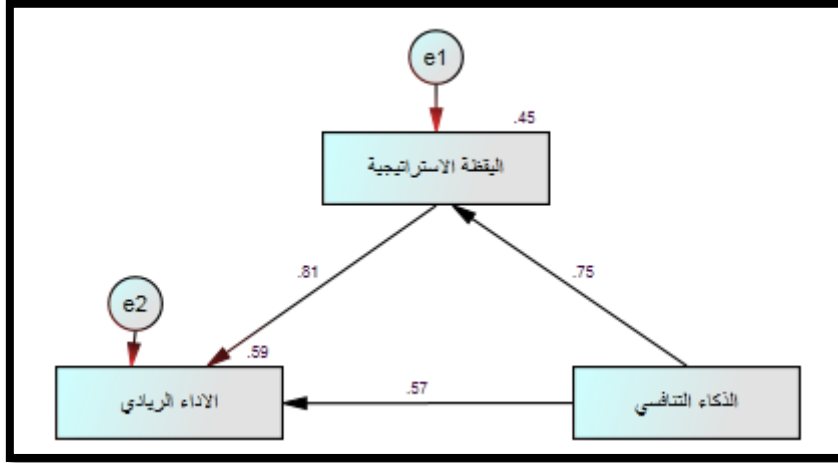 e1
.45
اليقظة الاستراتيجية
.81
.75
e2
.59
الاداء الريادي
.57
الذكاء التنافسي